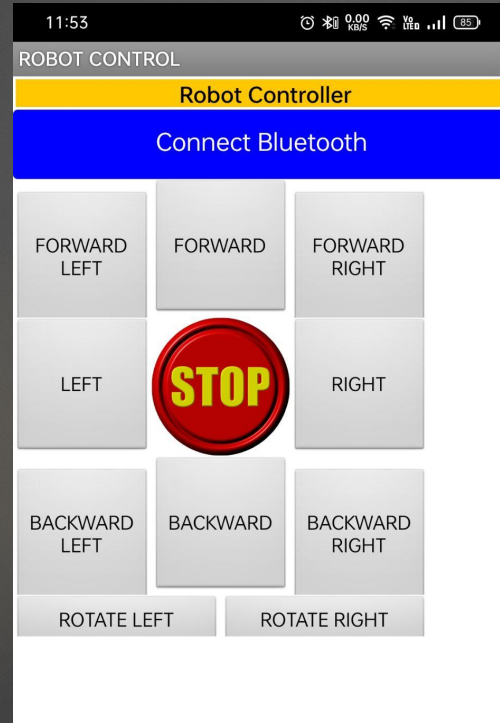 11:53
0.00 KB/S
Vo LTE
85
ROBOT CONTROL
Robot Controller
Connect Bluetooth
FORWARD LEFT
FORWARD
FORWARD RIGHT
LEFT
STOP
RIGHT
BACKWARD LEFT
BACKWARD
BACKWARD RIGHT
ROTATE LEFT
ROTATE RIGHT